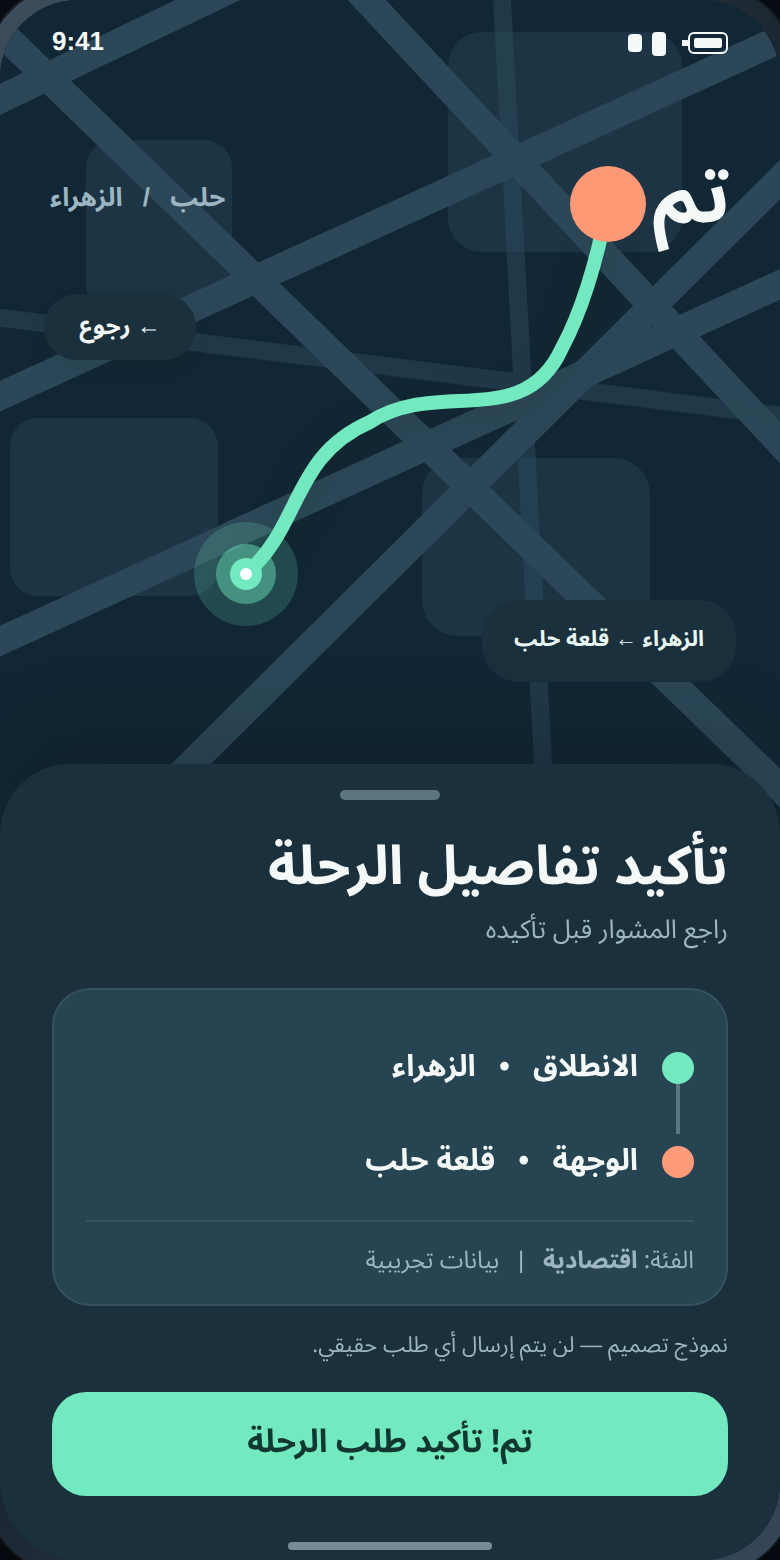 9:41
تم
حلب / الزهراء
← رجوع
الزهراء ← قلعة حلب
تأكيد تفاصيل الرحلة
راجع المشوار قبل تأكيده
الانطلاق • الزهراء
الوجهة • قلعة حلب
الفئة: اقتصادية | بيانات تجريبية
نموذج تصميم — لن يتم إرسال أي طلب حقيقي.
تم! تأكيد طلب الرحلة